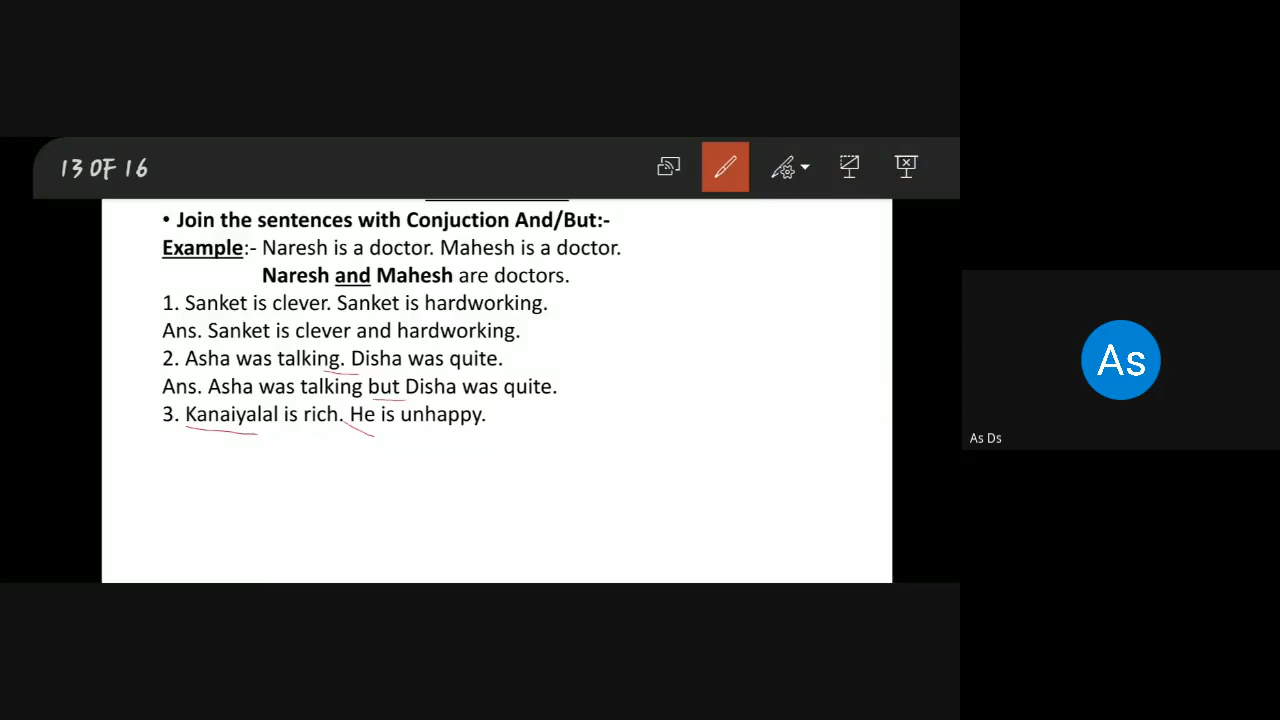 13 OF 16
• Join the sentences with Conjuction And/But:-
Example:- Naresh is a doctor. Mahesh is a doctor.
Naresh and Mahesh are doctors.
1. Sanket is clever. Sanket is hardworking.
Ans. Sanket is clever and hardworking.
2. Asha was talking. Disha was quite.
Ans. Asha was talking but Disha was quite.
3. Kanaiyalal is rich. He is unhappy.
As
As Ds